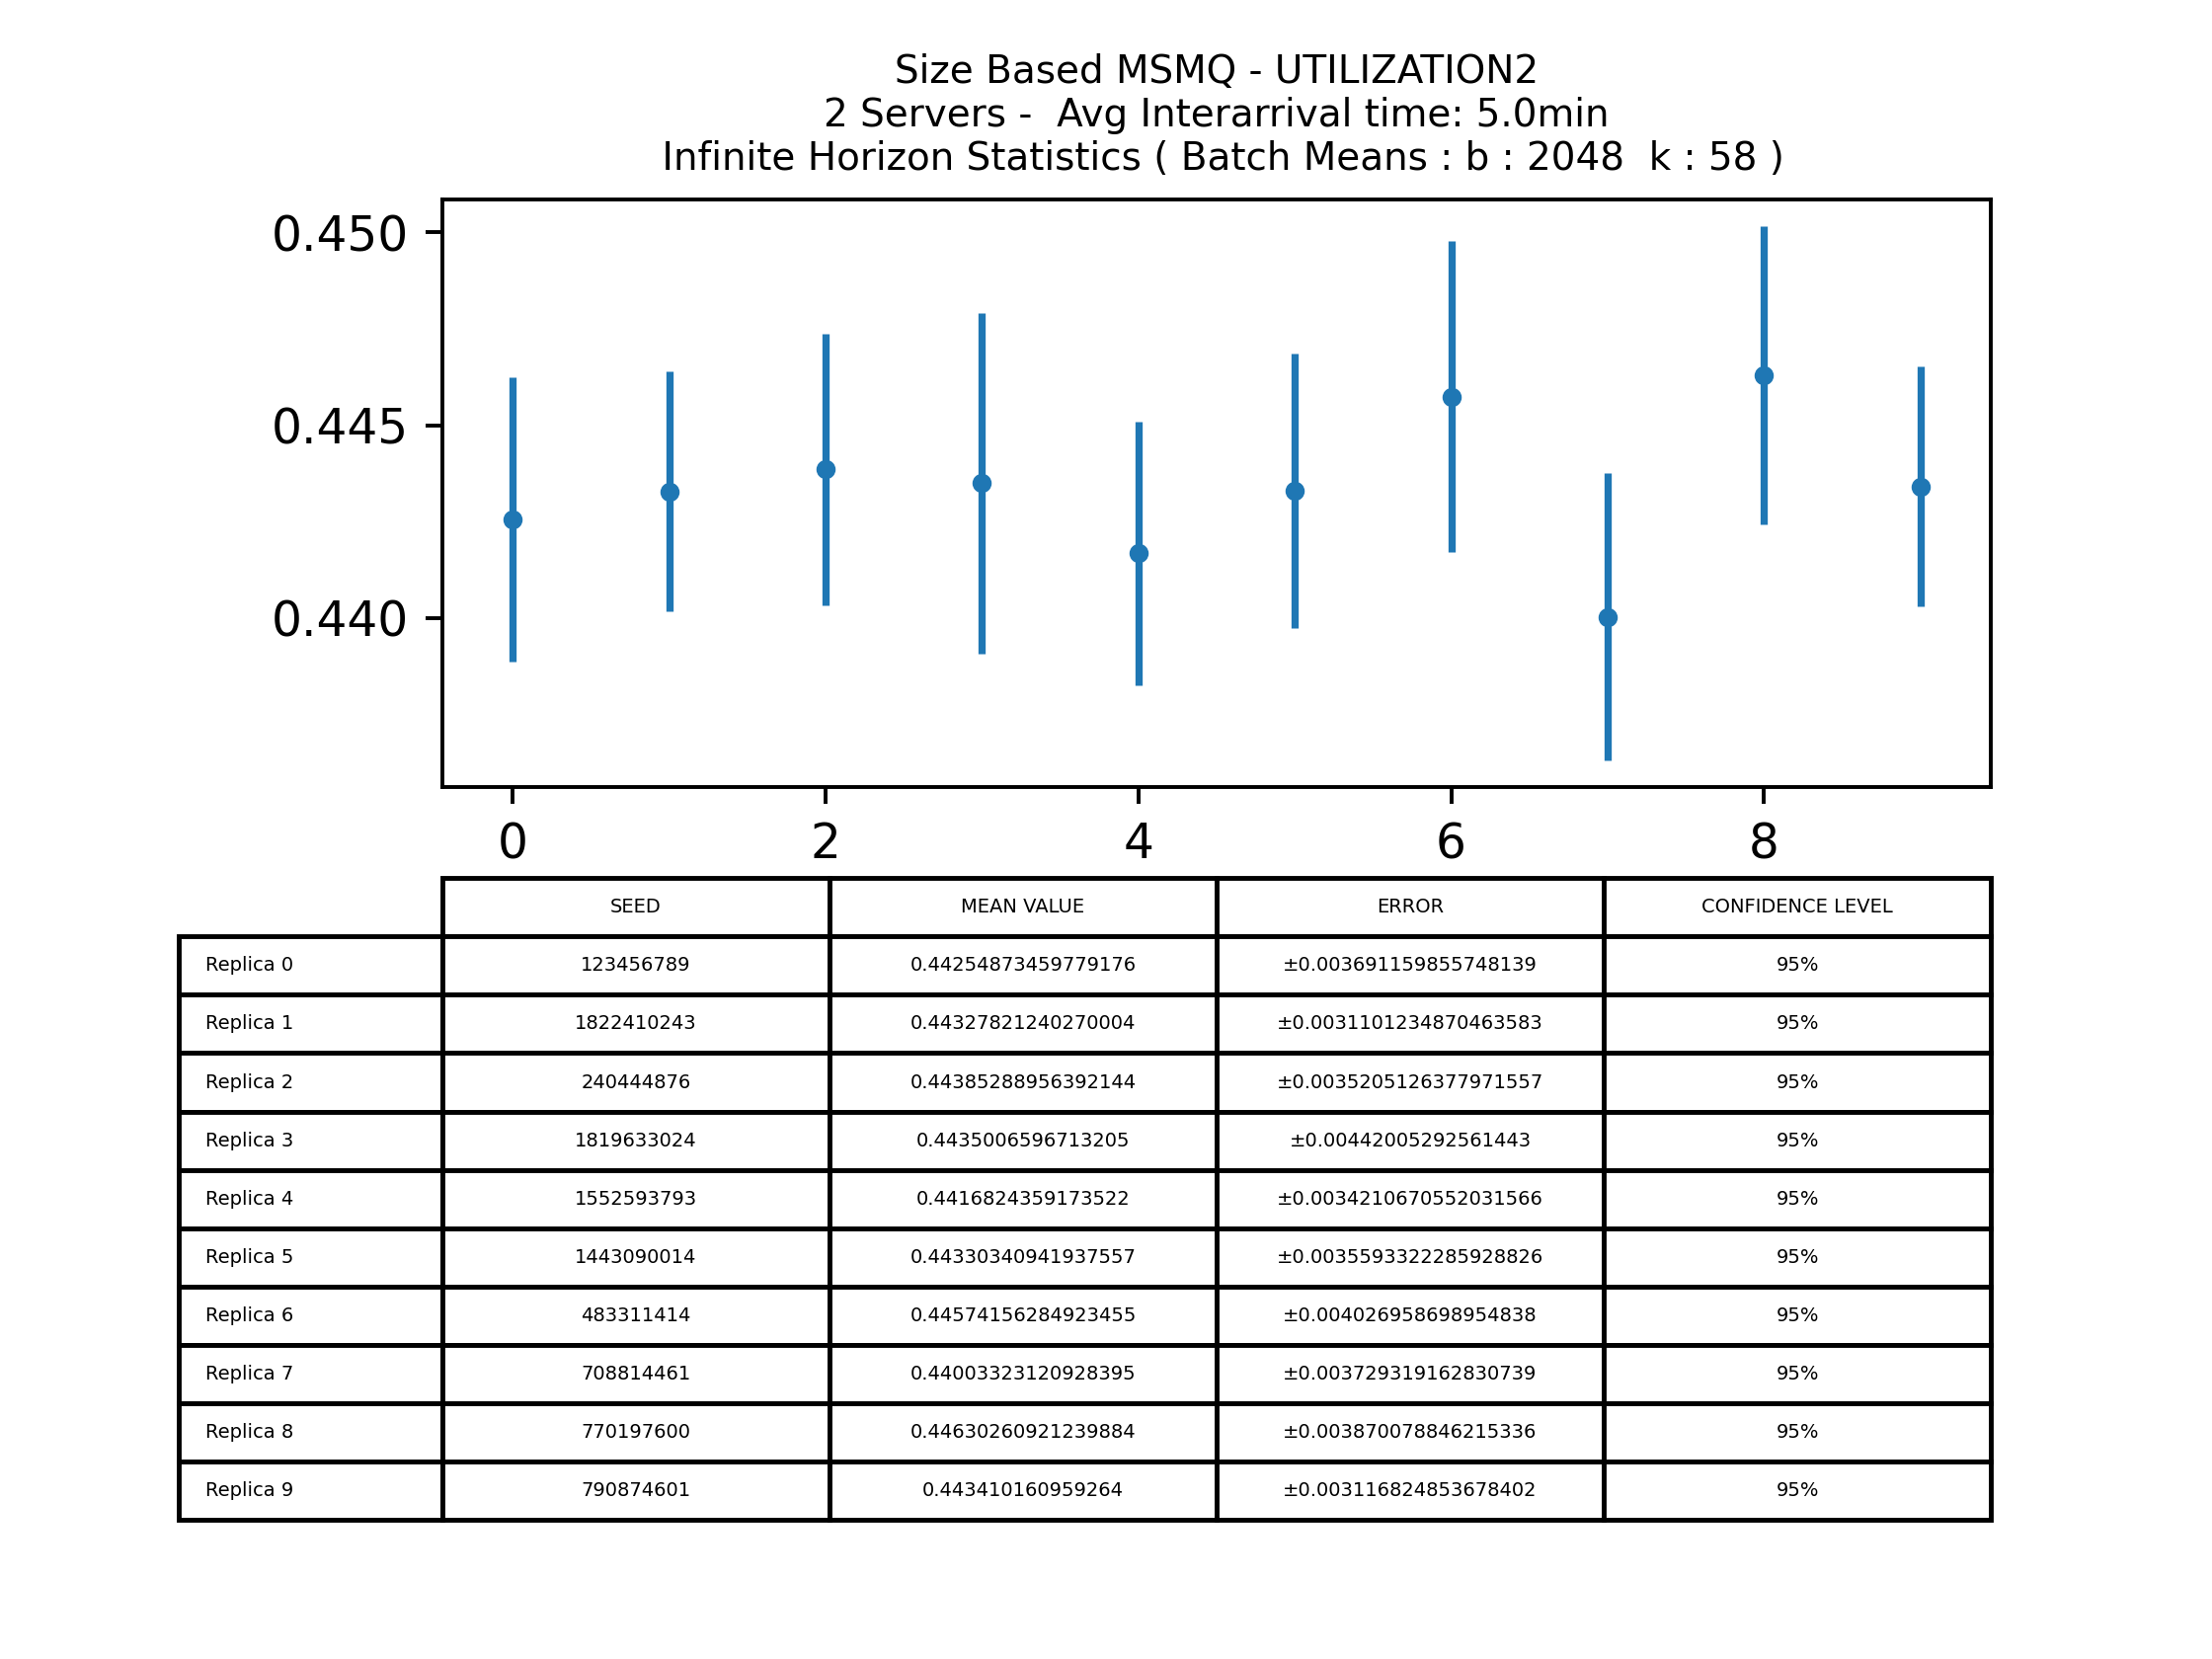 Size Based MSMQ - UTILIZATION2
2 Servers -  Avg Interarrival time: 5.0min
Infinite Horizon Statistics ( Batch Means : b : 2048  k : 58 )
0.450
0.445
0.440
0 2 4 6 8
SEED MEAN VALUE ERROR CONFIDENCE LEVEL
Replica 0 123456789 0.44254873459779176 ±0.003691159855748139 95%
Replica 1 1822410243 0.44327821240270004 ±0.0031101234870463583 95%
Replica 2 240444876 0.44385288956392144 ±0.0035205126377971557 95%
Replica 3 1819633024 0.4435006596713205 ±0.00442005292561443 95%
Replica 4 1552593793 0.4416824359173522 ±0.0034210670552031566 95%
Replica 5 1443090014 0.44330340941937557 ±0.0035593322285928826 95%
Replica 6 483311414 0.44574156284923455 ±0.004026958698954838 95%
Replica 7 708814461 0.44003323120928395 ±0.003729319162830739 95%
Replica 8 770197600 0.44630260921239884 ±0.003870078846215336 95%
Replica 9 790874601 0.443410160959264 ±0.003116824853678402 95%